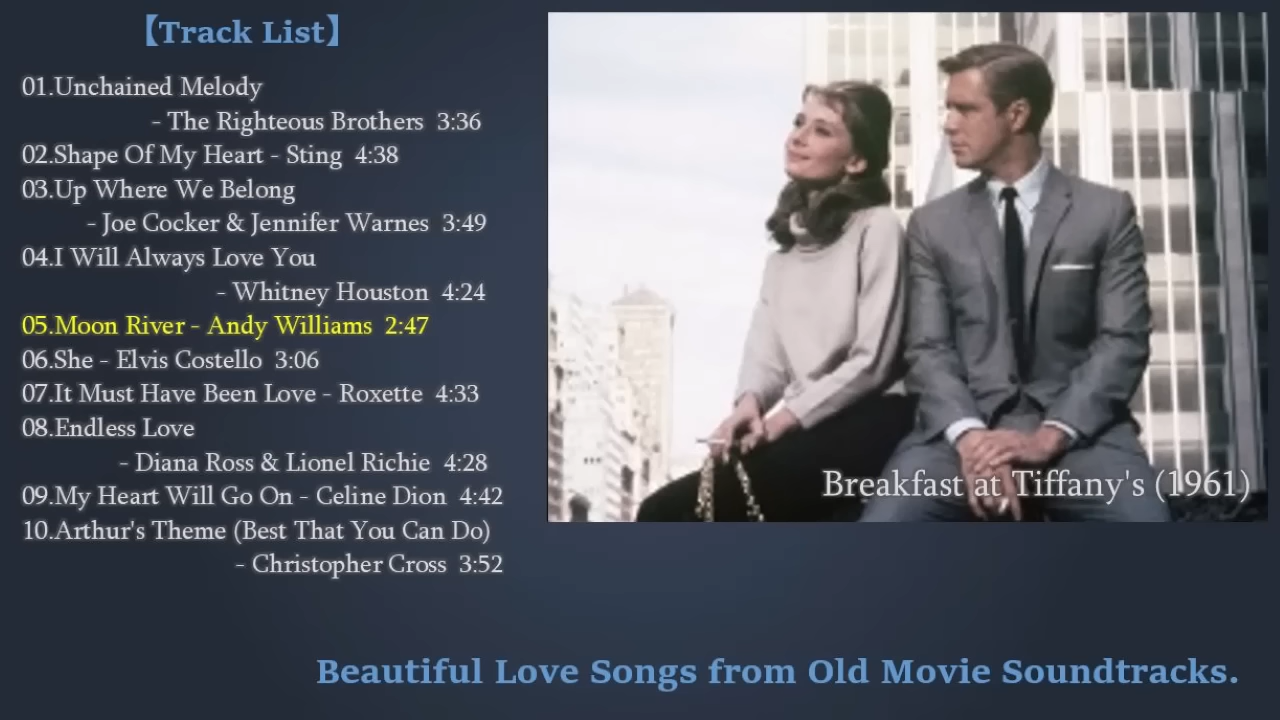 【Track List】
01.Unchained Melody
- The Righteous Brothers 3:36
02.Shape Of My Heart - Sting 4:38
03.Up Where We Belong
- Joe Cocker & Jennifer Warnes 3:49
04.I Will Always Love You
- Whitney Houston 4:24
05.Moon River - Andy Williams 2:47
06.She - Elvis Costello 3:06
07.It Must Have Been Love - Roxette 4:33
08.Endless Love
- Diana Ross & Lionel Richie 4:28
09.My Heart Will Go On - Celine Dion 4:42
10.Arthur's Theme (Best That You Can Do)
- Christopher Cross 3:52
Breakfast at Tiffany's (1961)
Beautiful Love Songs from Old Movie Soundtracks.